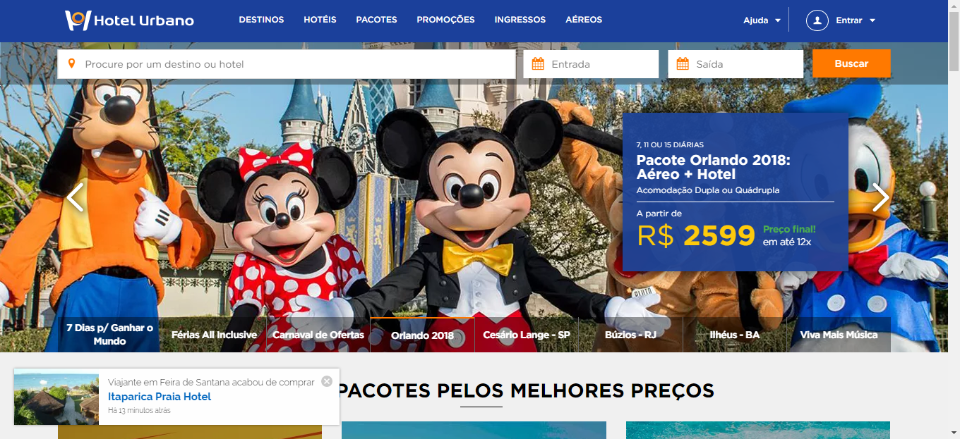 Hotel Urbano
DESTINOS HOTÉIS PACOTES PROMOÇÕES INGRESSOS AÉREOS
Ajuda
Entrar
Procure por um destino ou hotel
Entrada
Saída
Buscar
7, 11 OU 15 DIÁRIAS
Pacote Orlando 2018:
Aéreo + Hotel
Acomodação Dupla ou Quádrupla
A partir de
R$ 2599 Preço final!
em até 12x
7 Dias p/ Ganhar o
Mundo
Férias All Inclusive
Carnaval de Ofertas
Orlando 2018
Cesário Lange - SP
Búzios - RJ
Ilhéus - BA
Viva Mais Música
PACOTES PELOS MELHORES PREÇOS
Viajante em Feira de Santana acabou de comprar
Itaparica Praia Hotel
Há 13 minutos atrás